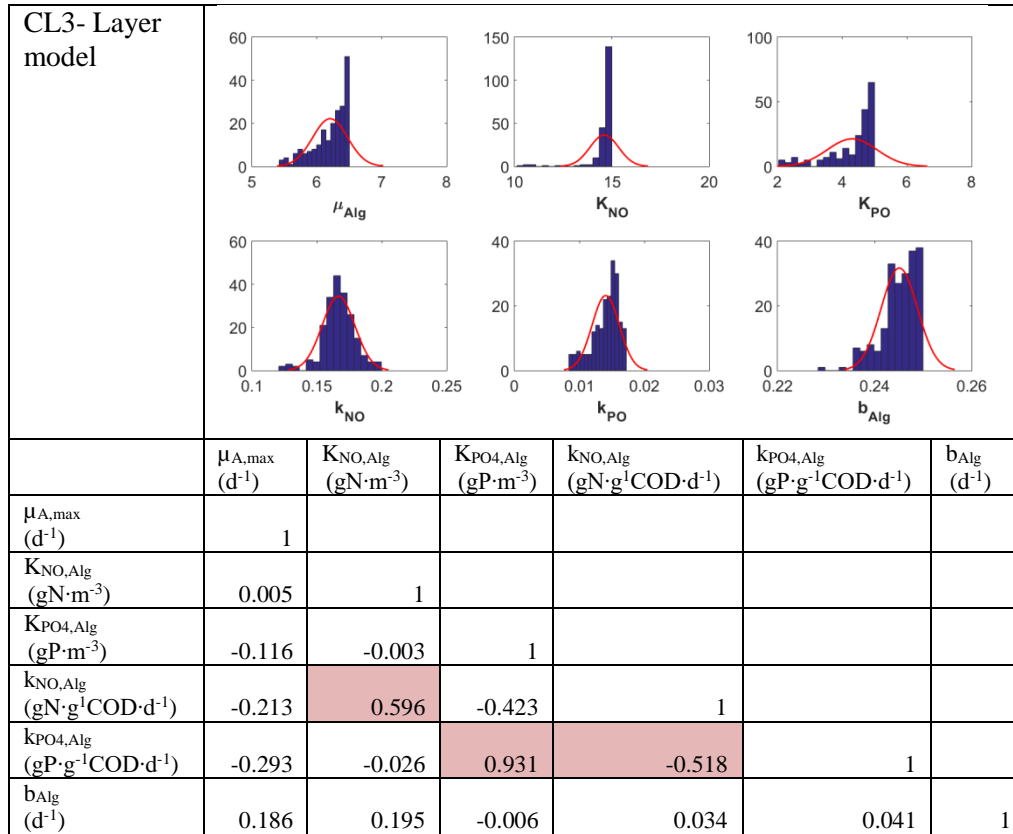 CL3- Layer
model
60
40
20
0
5 6 7 8
μAlg
150
100
50
0
10 15 20
KNO
100
50
0
2 4 6 8
KPO
60
40
20
0
0.1 0.15 0.2 0.25
kNO
40
20
0
0 0.01 0.02 0.03
kPO
40
20
0
0.22 0.24 0.26
bAlg
μA,max KNO,Alg KPO4,Alg kNO,Alg kPO4,Alg bAlg
(d-1) (gN·m-3) (gP·m-3) (gN·g1COD·d-1) (gP·g-1COD·d-1) (d-1)
μA,max
(d-1) 1
KNO,Alg
(gN·m-3) 0.005 1
KPO4,Alg
(gP·m-3) -0.116 -0.003 1
kNO,Alg
(gN·g1COD·d-1) -0.213 0.596 -0.423 1
kPO4,Alg
(gP·g-1COD·d-1) -0.293 -0.026 0.931 -0.518 1
bAlg
(d-1) 0.186 0.195 -0.006 0.034 0.041 1